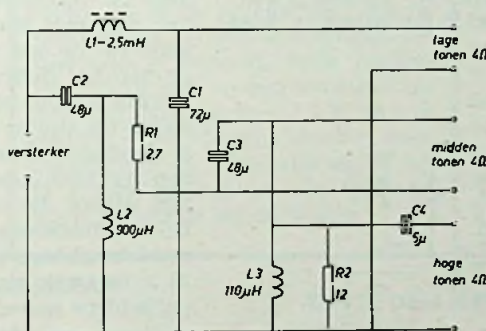 L1-2,5mH
lage
tonen 4Ω
C2
48µ
C1
72µ
R1
2,7
C3
48µ
versterker
midden
tonen 4Ω
L2
900µH
C4
5µ
L3
110µH
R2
12
hoge
tonen 4Ω